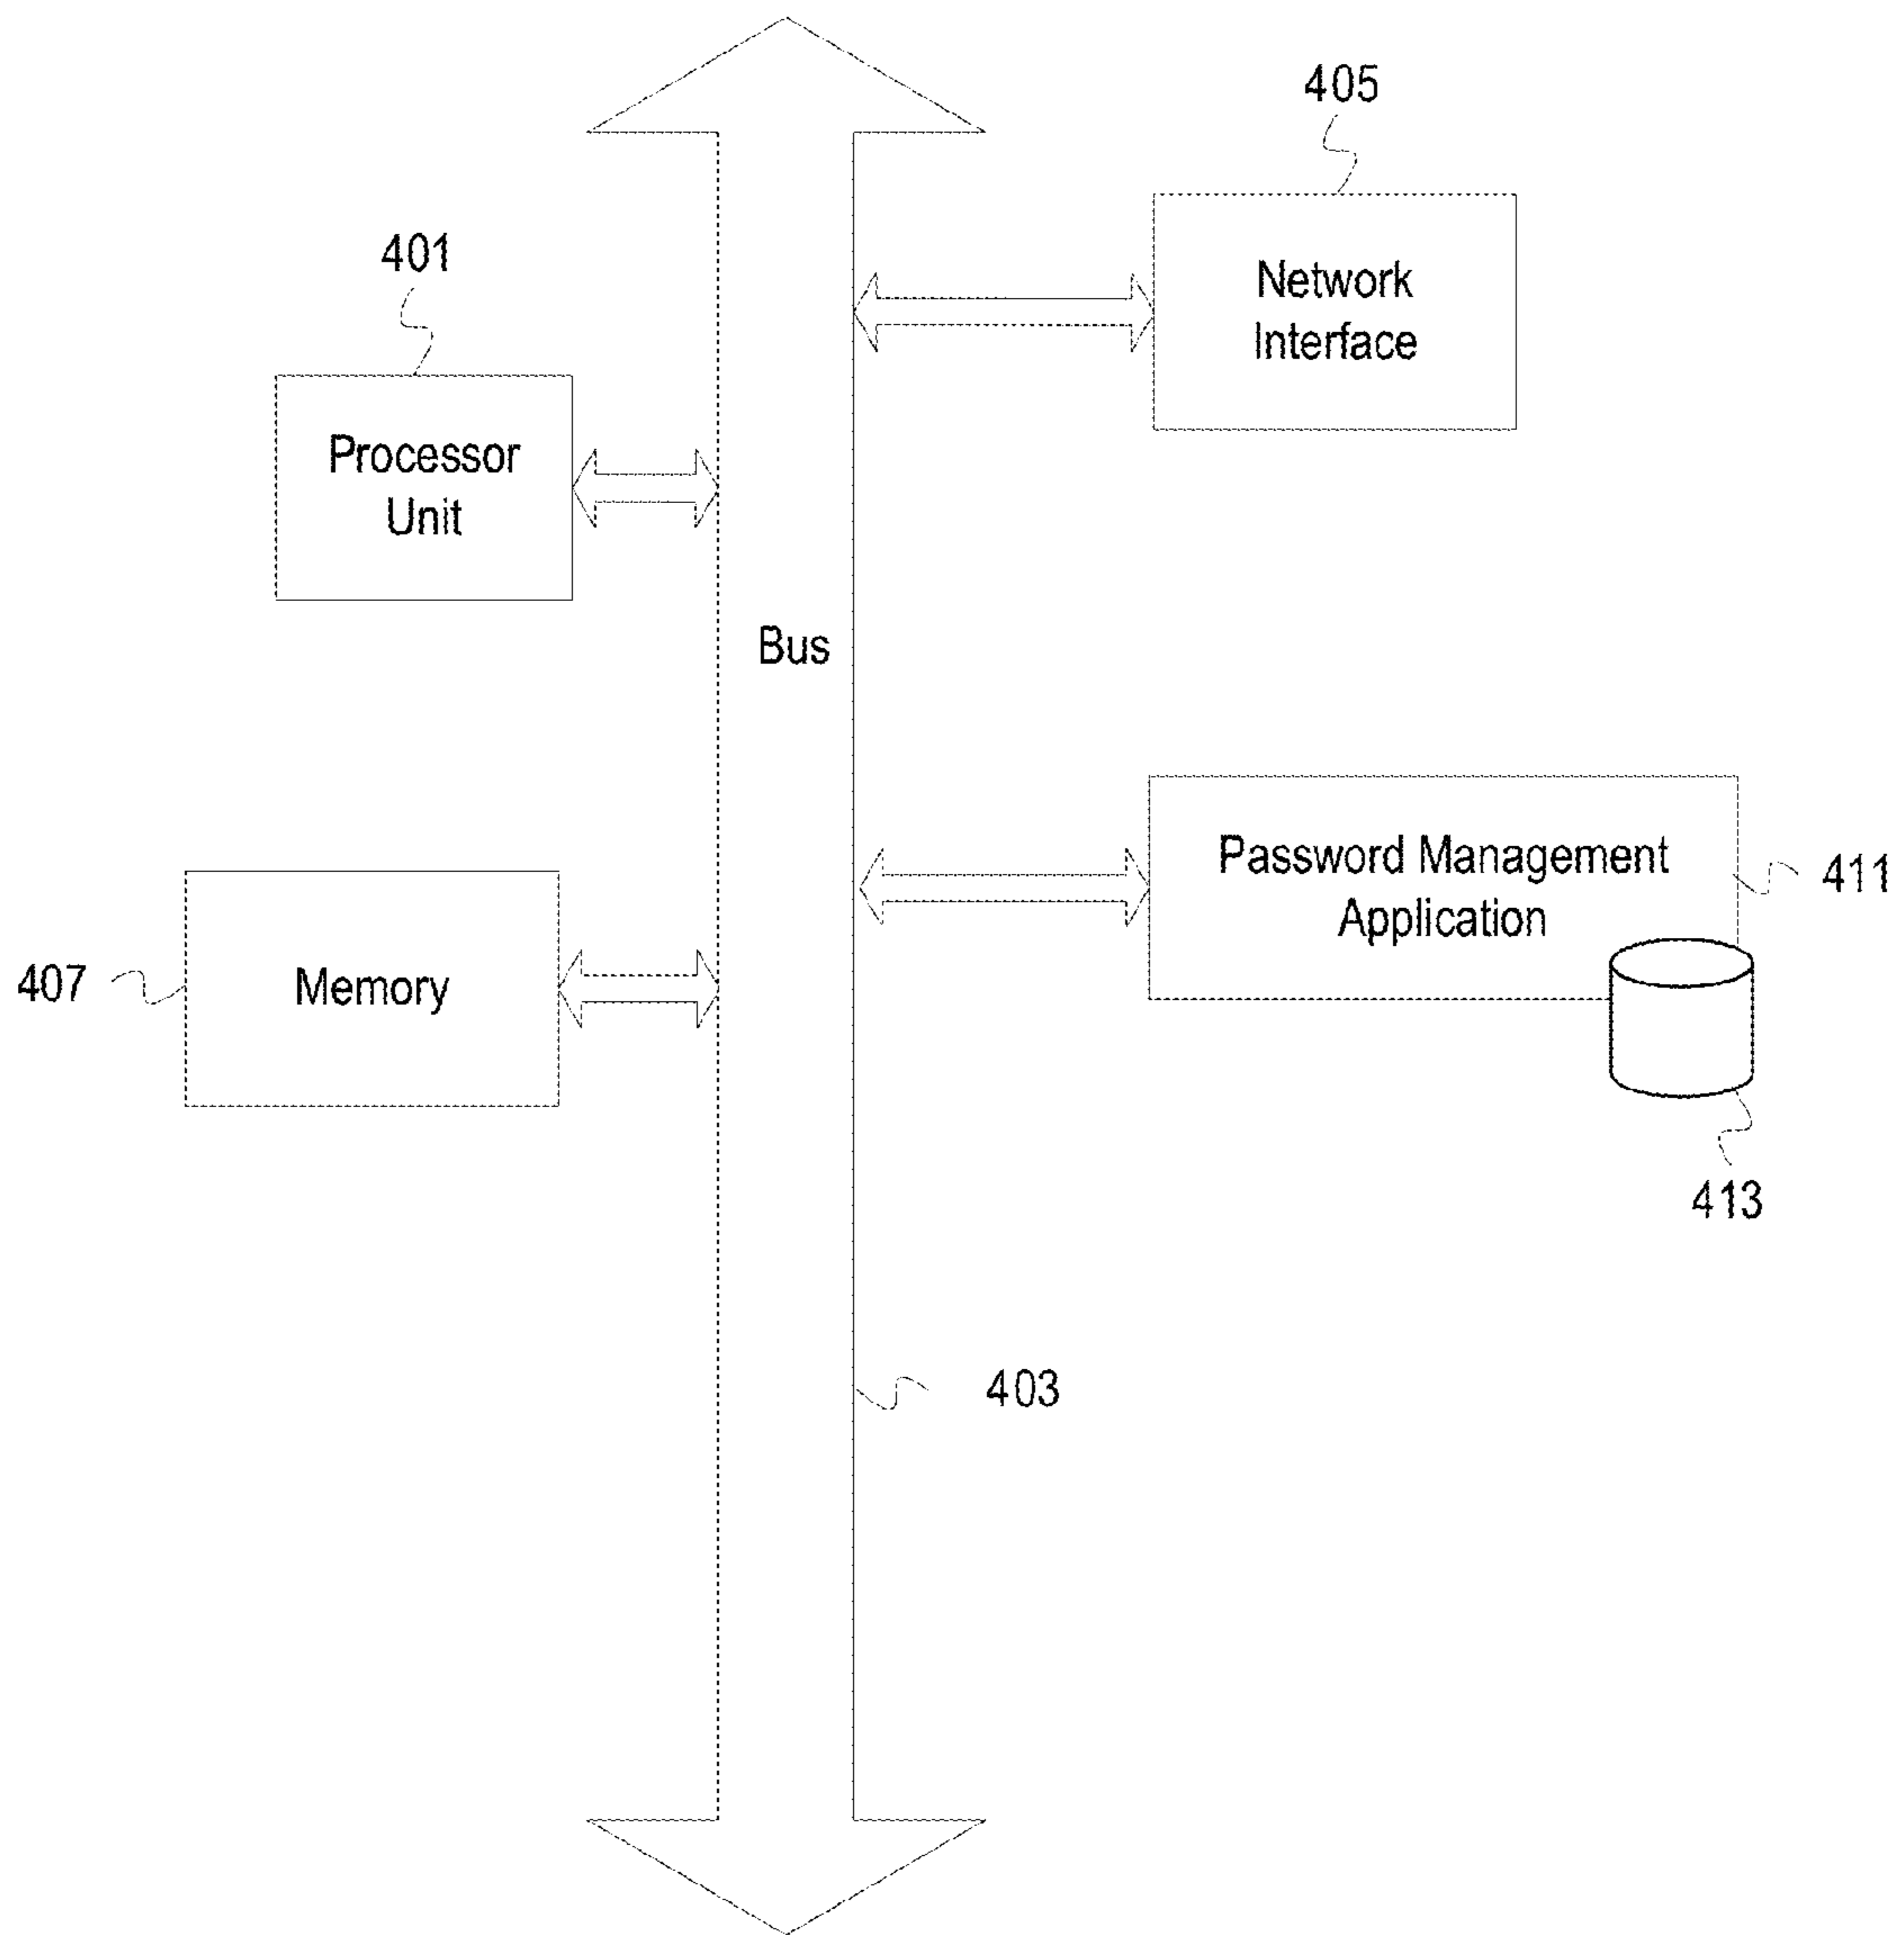 405
Network
Interface
401
Processor
Unit
Bus
Password Management
Application
411
407
Memory
413
403